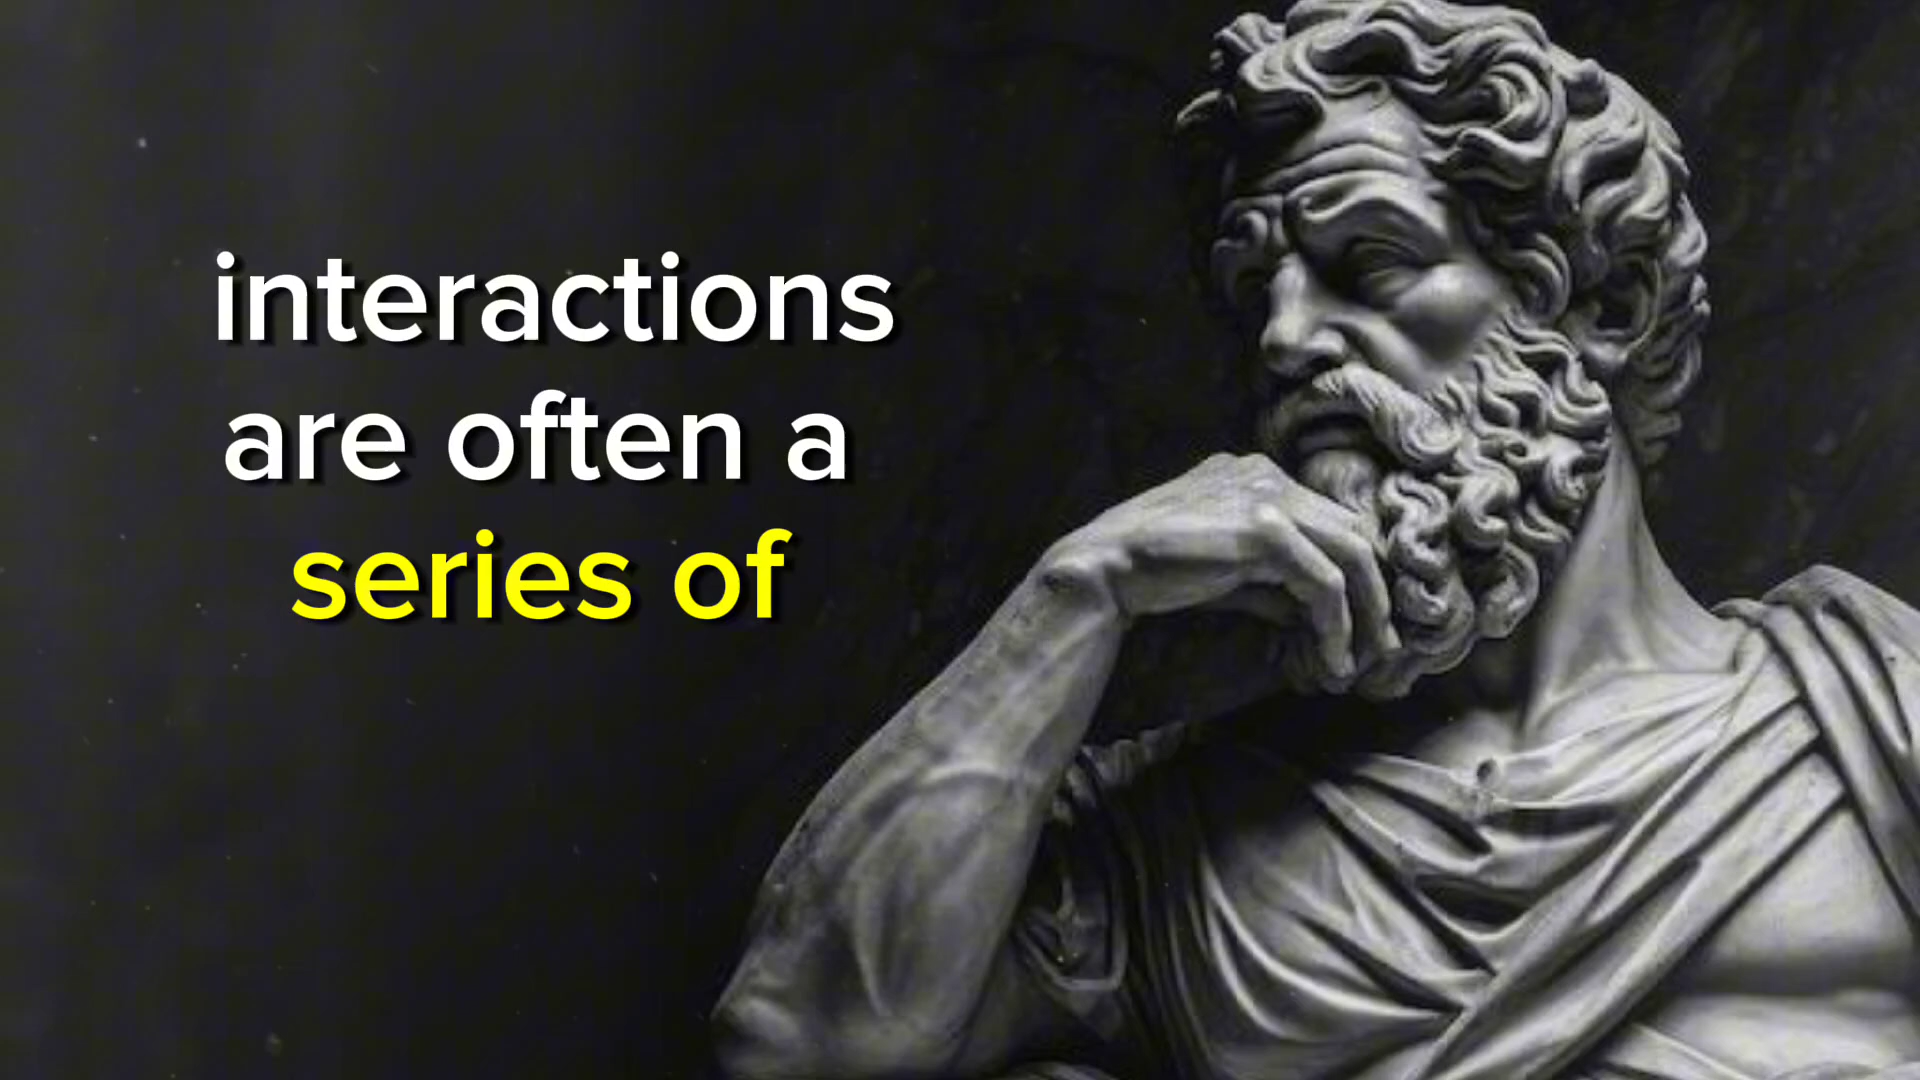 interactions
are often a
series of